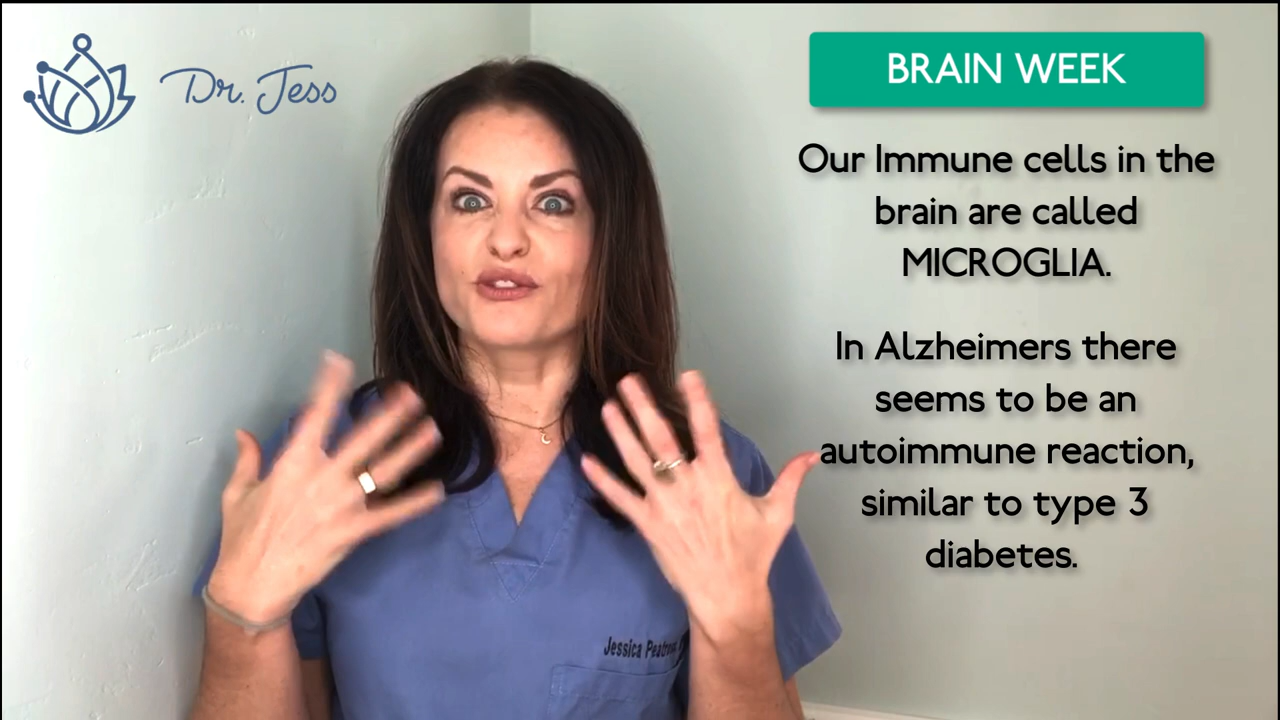 Dr. Jess
BRAIN WEEK
Our Immune cells in the
brain are called
MICROGLIA.
In Alzheimers there
seems to be an
autoimmune reaction,
similar to type 3
diabetes.
Jessica